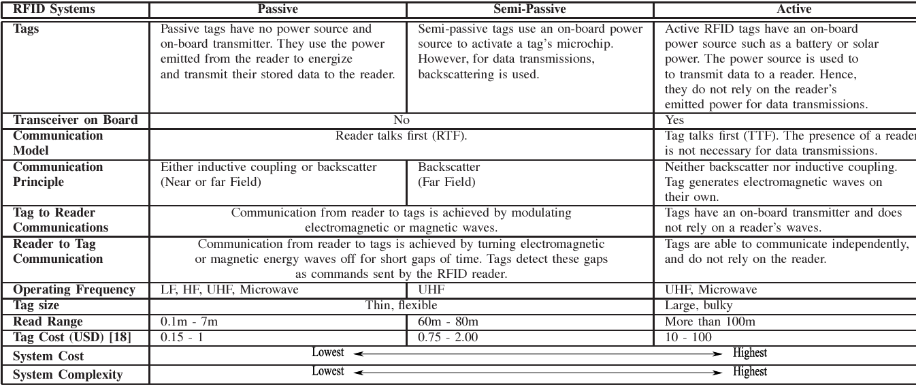 RFID Systems Passive Semi-Passive Active
Tags
Passive tags have no power source and
on-board transmitter. They use the power
emitted from the reader to energize
and transmit their stored data to the reader.
Semi-passive tags use an on-board power
source to activate a tag's microchip.
However, for data transmissions,
backscattering is used.
Active RFID tags have an on-board
power source such as a battery or solar
power. The power source is used to
to transmit data to a reader. Hence,
they do not rely on the reader's
emitted power for data transmissions.
Transceiver on Board No Yes
Communication
Model
Reader talks first (RTF).
Tag talks first (TTF). The presence of a reader
is not necessary for data transmissions.
Communication
Principle
Either inductive coupling or backscatter
(Near or far Field)
Backscatter
(Far Field)
Neither backscatter nor inductive coupling.
Tag generates electromagnetic waves on
their own.
Tag to Reader
Communications
Communication from reader to tags is achieved by modulating
electromagnetic or magnetic waves.
Tags have an on-board transmitter and does
not rely on a reader's waves.
Reader to Tag
Communication
Communication from reader to tags is achieved by turning electromagnetic
or magnetic energy waves off for short gaps of time. Tags detect these gaps
as commands sent by the RFID reader.
Tags are able to communicate independently,
and do not rely on the reader.
Operating Frequency LF, HF, UHF, Microwave UHF UHF, Microwave
Tag size Thin, flexible Large, bulky
Read Range 0.1m - 7m 60m - 80m More than 100m
Tag Cost (USD) [18] 0.15 - 1 0.75 - 2.00 10 - 100
System Cost Lowest Highest
System Complexity Lowest Highest